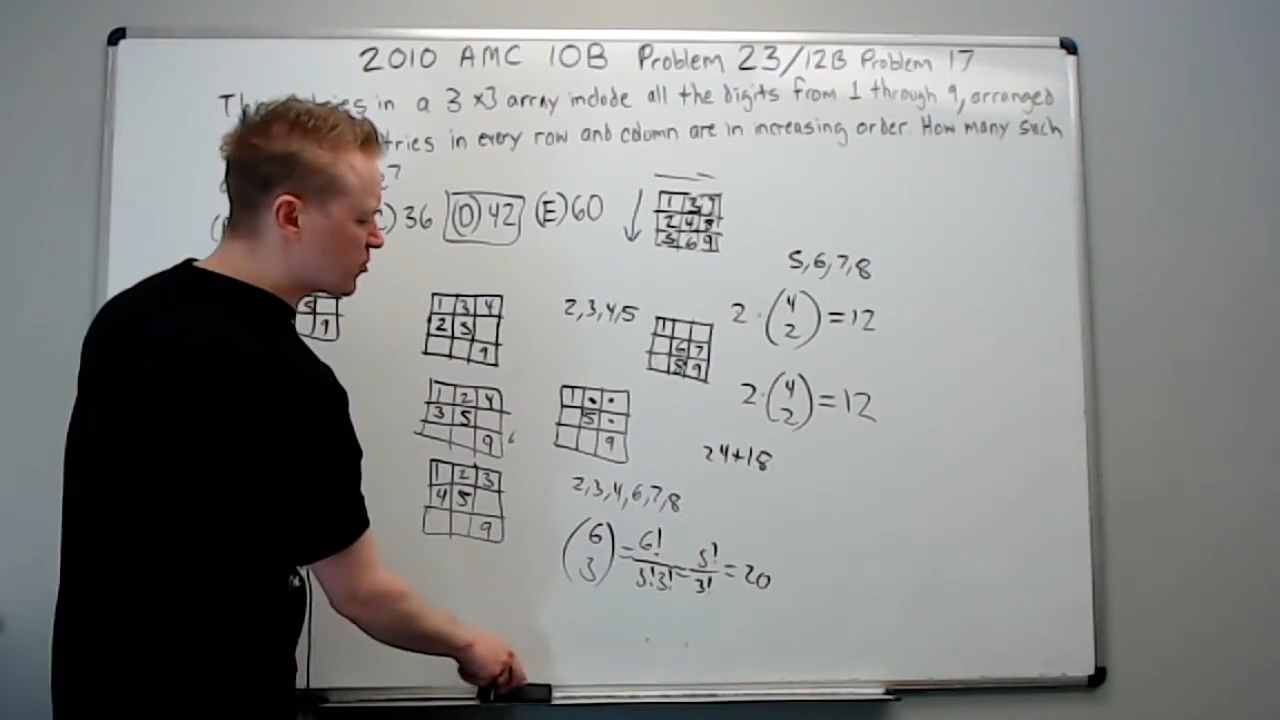 2010 AMC 10B Problem 23/12B Problem 17
in a 3 x3 array include all the digits from 1 through 9, arranged
in every row and column are in increasing order. How many such
?
36 (D) 42 (E) 60
1 3 7
2 4 8
5 6 9
5, 6, 7, 8
5
9
1 3 4
2 5
9
2, 3, 4, 5
1
6 7
8 9
2 · (4 2) = 12
1 2 4
3 5
9
1
5
9
2 · (4 2) = 12
24+18
1 2 3
4 5
9
2, 3, 4, 6, 7, 8
(6 3) = 6!/3!3! = 5!/3! = 20